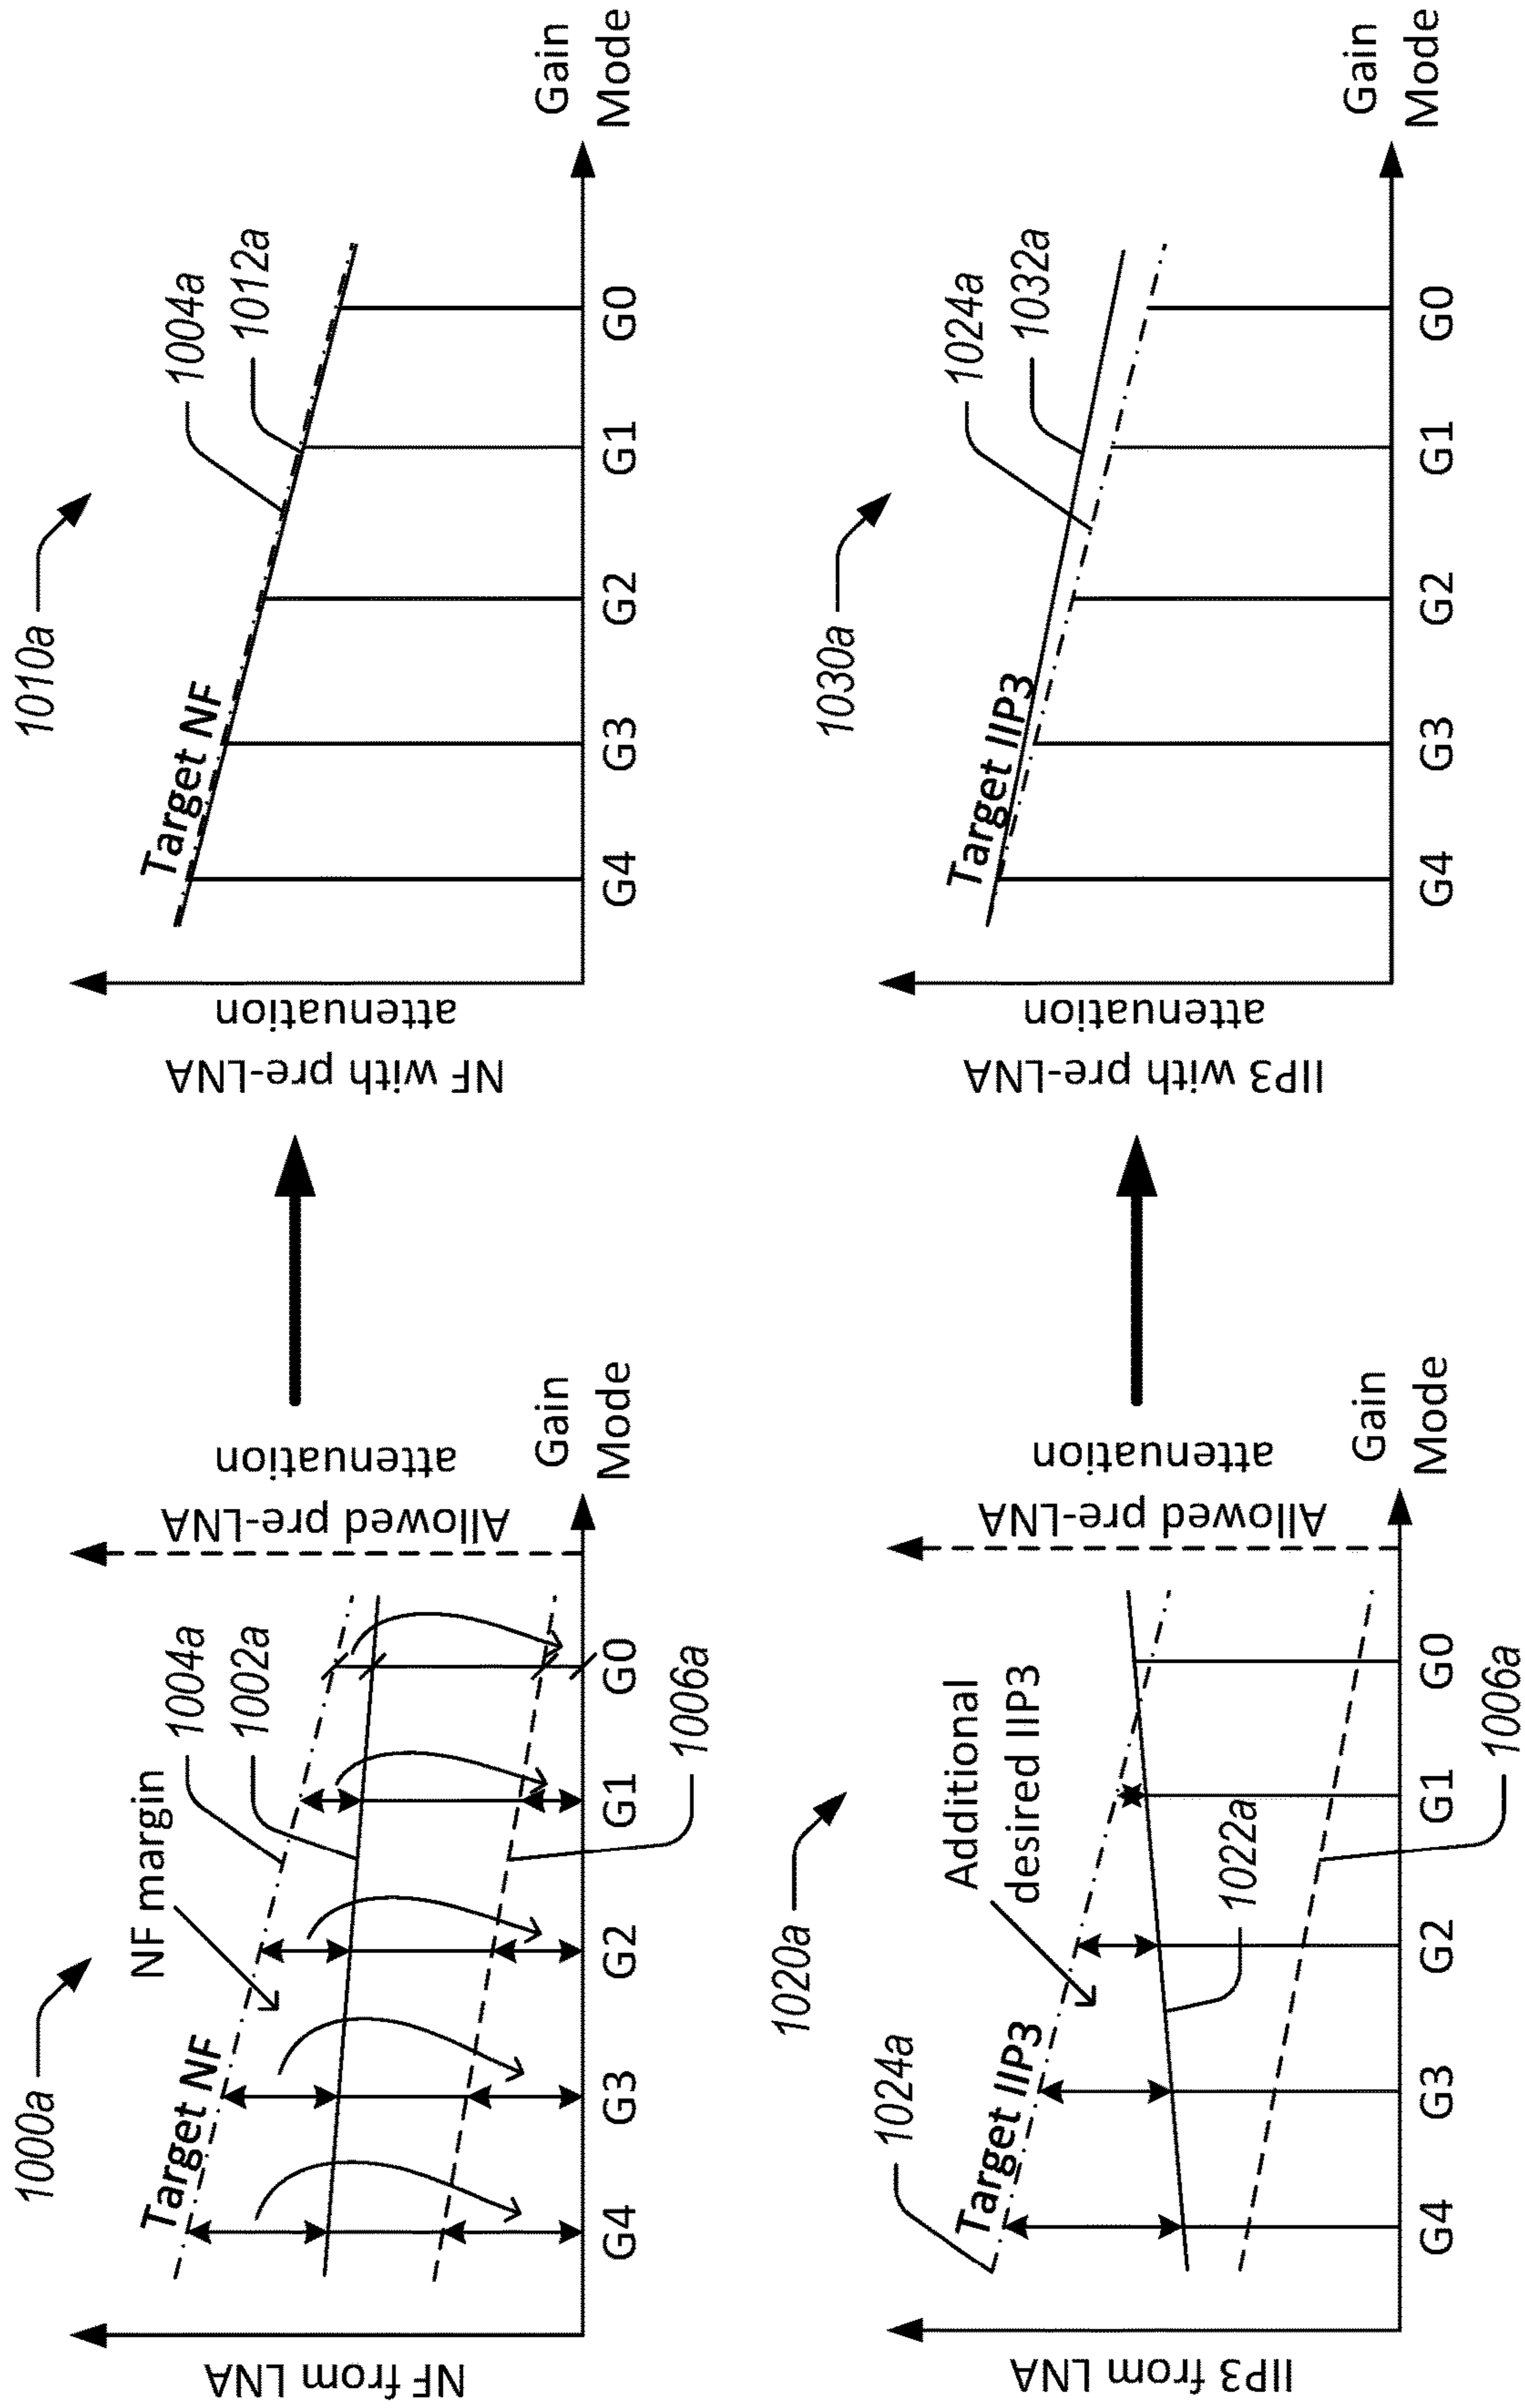 1000a
NF from LNA
Target NF
NF margin
1004a
1002a
1006a
G4
G3
G2
G1
G0
Gain
Mode
Allowed pre-LNA
attenuation
1010a
NF with pre-LNA
attenuation
Target NF
1004a
1012a
G4
G3
G2
G1
G0
Gain
Mode
1020a
IIP3 from LNA
1024a
Target IIP3
Additional
desired IIP3
1022a
1006a
G4
G3
G2
G1
G0
Gain
Mode
Allowed pre-LNA
attenuation
1030a
IIP3 with pre-LNA
attenuation
Target IIP3
1024a
1032a
G4
G3
G2
G1
G0
Gain
Mode